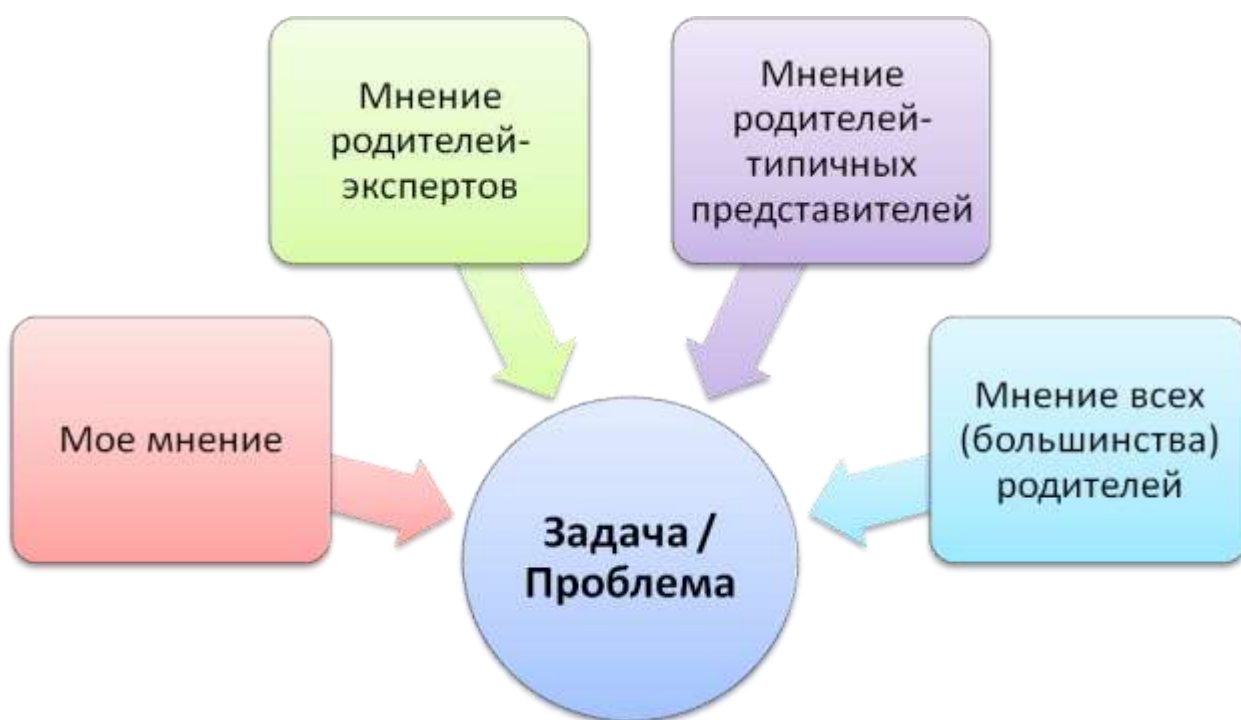 Мнение
родителей-
экспертов
Мнение
родителей-
типичных
представителей
Мое мнение
Мнение всех
(большинства)
родителей
Задача /
Проблема